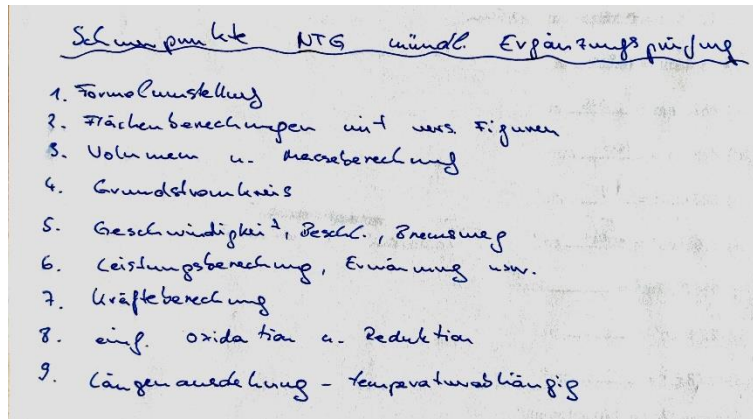 Schwerpunkte NTG mündl. Ergänzungsprüfung
1. Formelumstellung
2. Flächenberechnungen mit vers. Figuren
3. Volumen u. Masseberechnung
4. Grundstromkreis
5. Geschwindigkeit, Beschl., Bremsweg
6. Leistungsberechnung, Erwärmung usw.
7. Kräfteberechnung
8. einf. Oxidation u. Reduktion
9. Längenausdehnung - temperaturabhängig